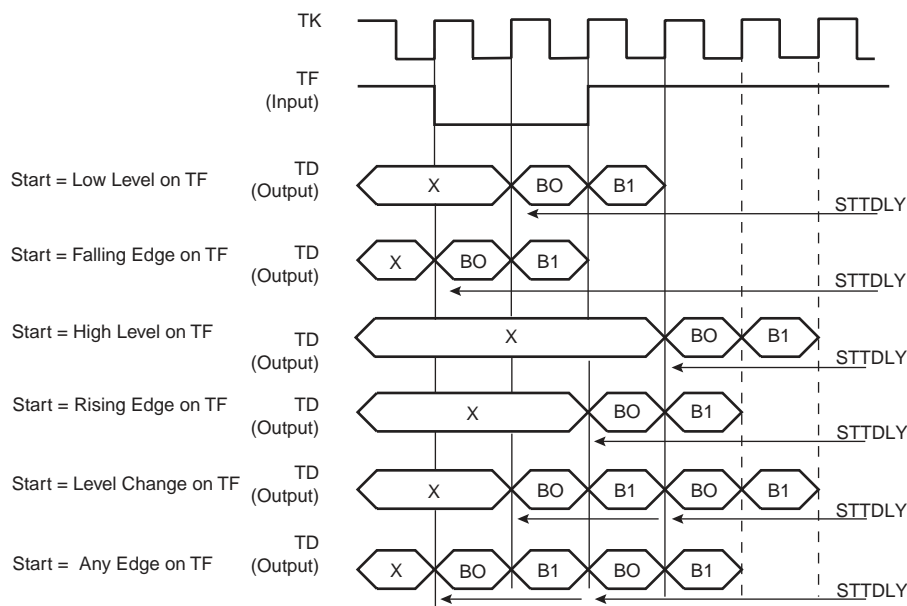 TK
TF
(Input)
Start = Low Level on TF
TD
(Output)
X
BO
B1
STTDLY
Start = Falling Edge on TF
TD
(Output)
X
BO
B1
STTDLY
Start = High Level on TF
TD
(Output)
X
BO
B1
STTDLY
Start = Rising Edge on TF
TD
(Output)
X
BO
B1
STTDLY
Start = Level Change on TF
TD
(Output)
X
BO
B1
BO
B1
STTDLY
Start = Any Edge on TF
TD
(Output)
X
BO
B1
BO
B1
STTDLY